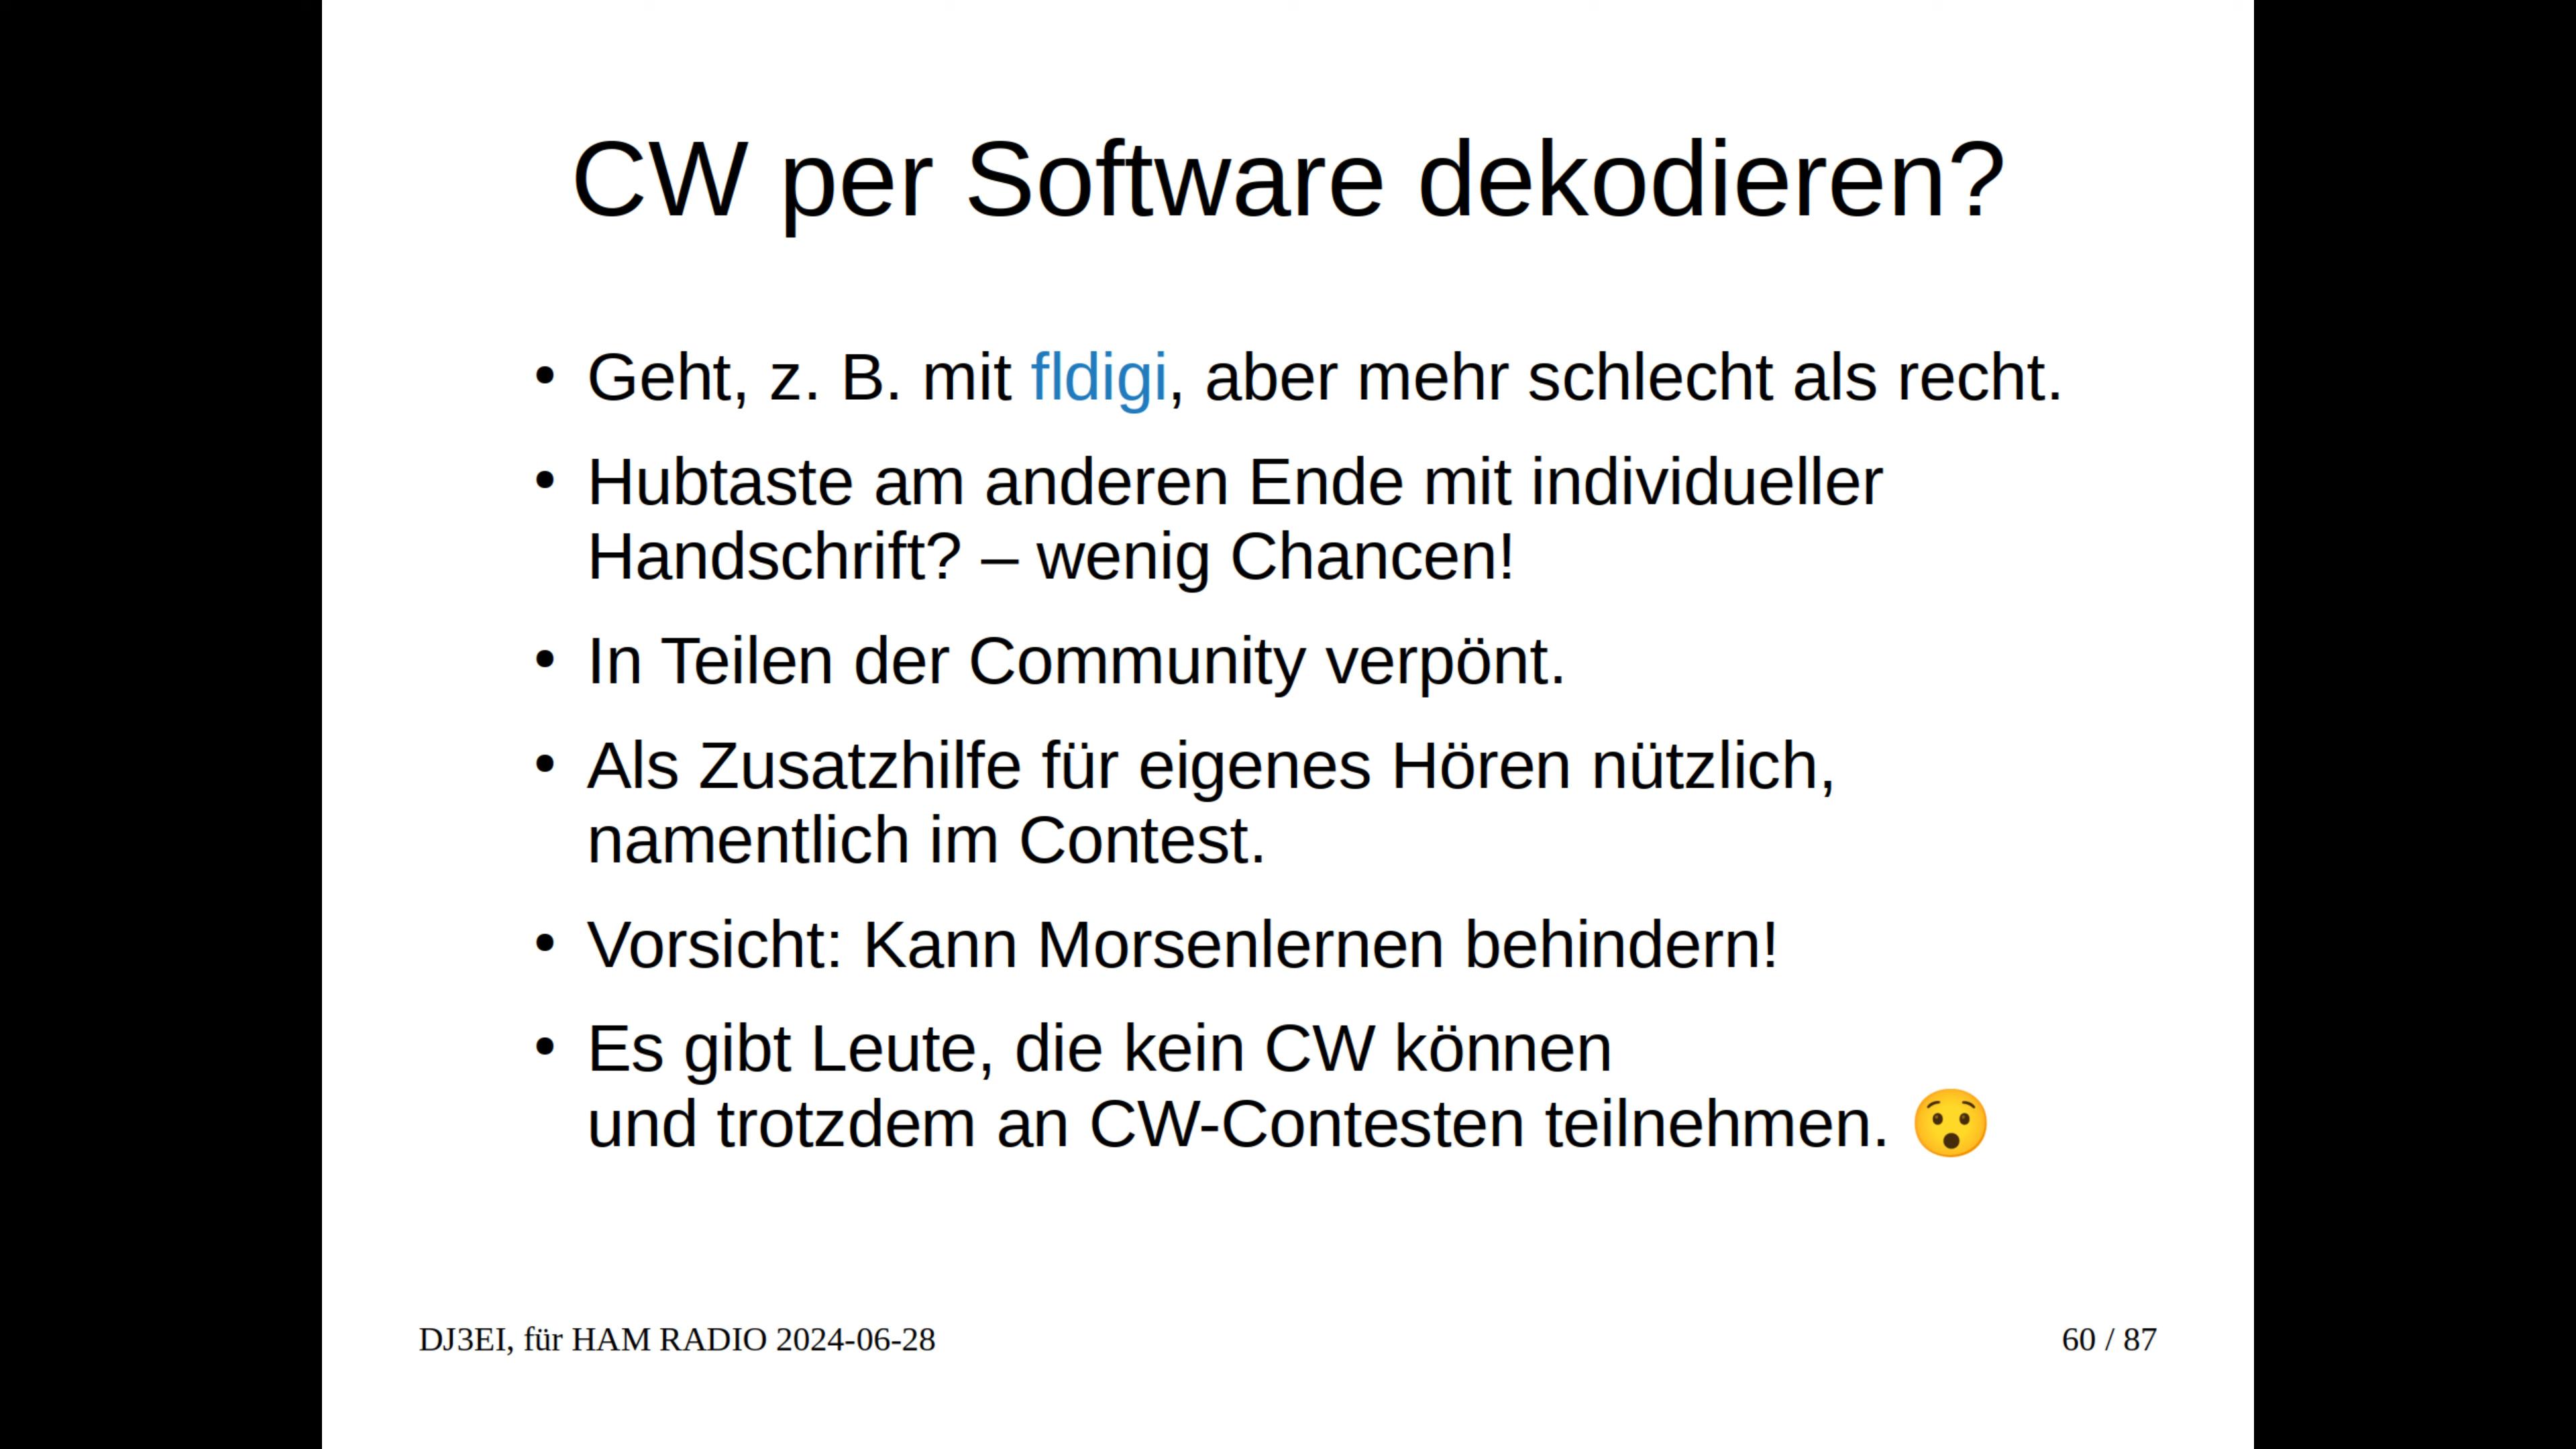 CW per Software dekodieren?
• Geht, z. B. mit fldigi, aber mehr schlecht als recht.
• Hubtaste am anderen Ende mit individueller
Handschrift? – wenig Chancen!
• In Teilen der Community verpönt.
• Als Zusatzhilfe für eigenes Hören nützlich,
namentlich im Contest.
• Vorsicht: Kann Morsenlernen behindern!
• Es gibt Leute, die kein CW können
und trotzdem an CW-Contesten teilnehmen. 😯
DJ3EI, für HAM RADIO 2024-06-28
60 / 87